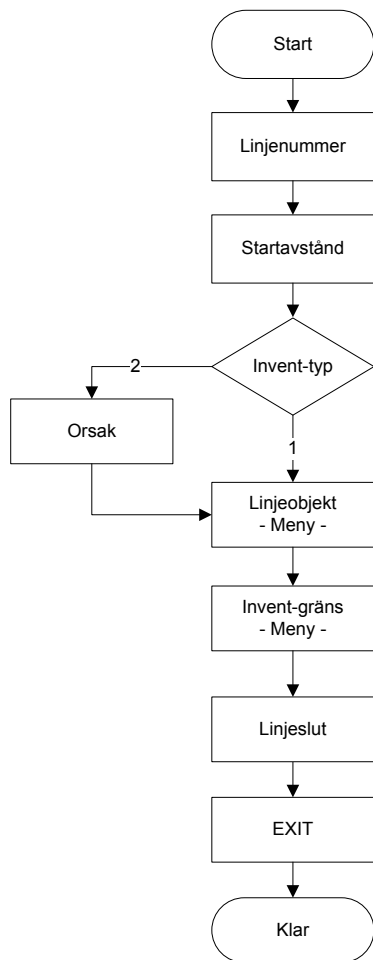 Start
Linjenummer
Startavstånd
Invent-typ
2
Orsak
1
Linjeobjekt
- Meny -
Invent-gräns
- Meny -
Linjeslut
EXIT
Klar